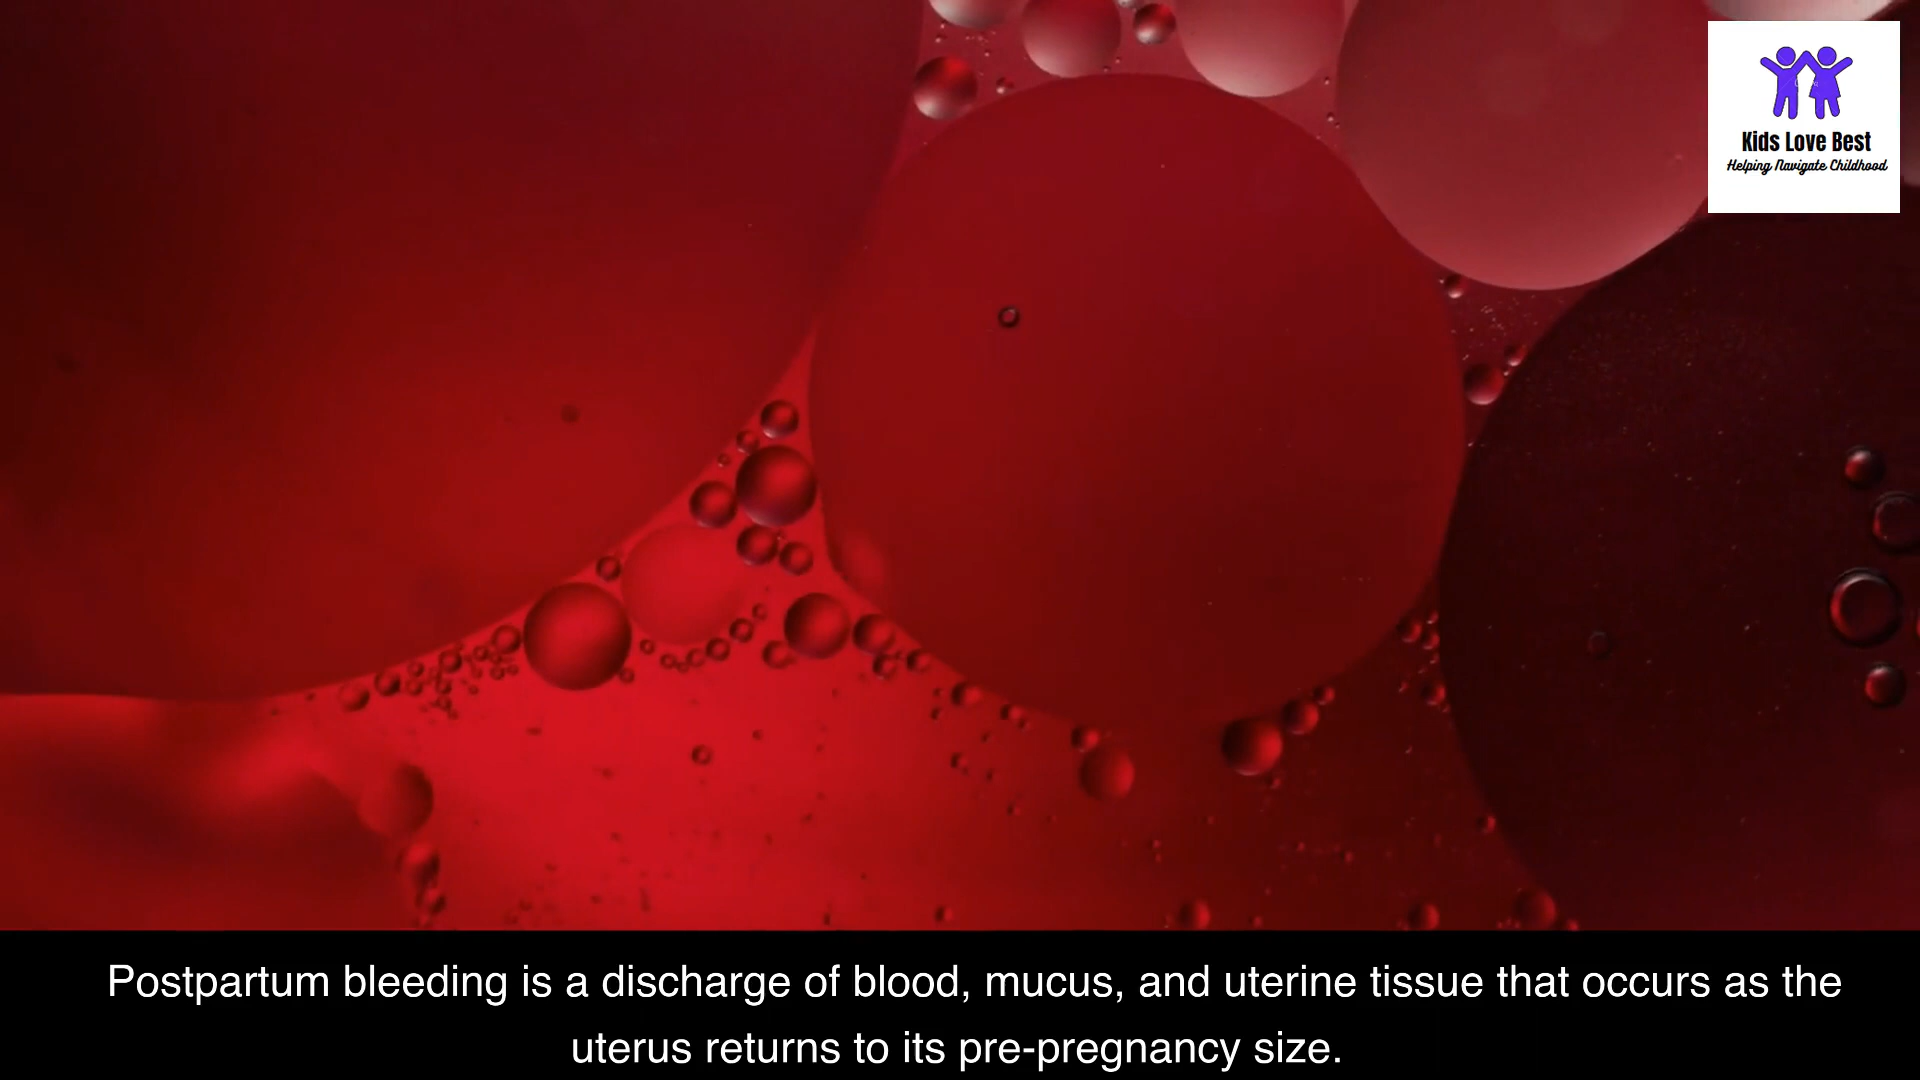 Kids Love Best
Helping Navigate Childhood
Postpartum bleeding is a discharge of blood, mucus, and uterine tissue that occurs as the
uterus returns to its pre-pregnancy size.